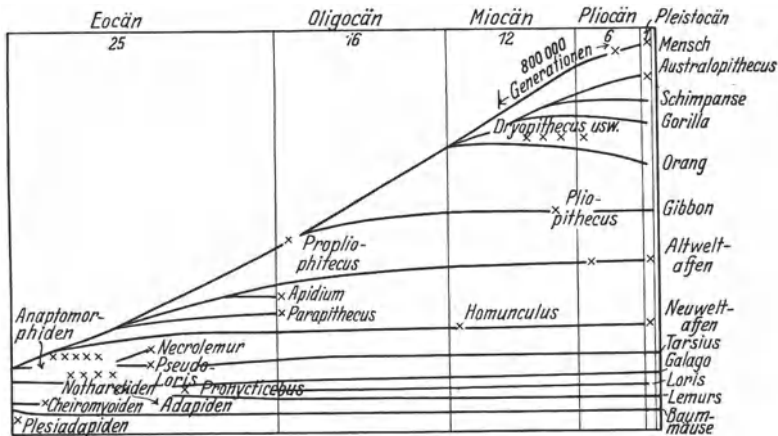 Eocän
25
Oligocän
16
Miocän
12
Pliocän
6
Pleistocän
1
800 000
Generationen
Mensch
Australopithecus
Schimpanse
Gorilla
Dryopithecus usw.
Orang
Plio-
pithecus
Gibbon
Propliо-
phitecus
Altwelt-
affen
Apidium
Parapithecus
Homunculus
Neuwelt-
affen
Anaptomor-
phiden
Necrolemur
Pseudo-
Loris
Tarsius
Galago
Notharctiden
Pronycticebus
Loris
Cheiromyoiden
Adapiden
Lemurs
Plesiadapiden
Baum-
mäuse